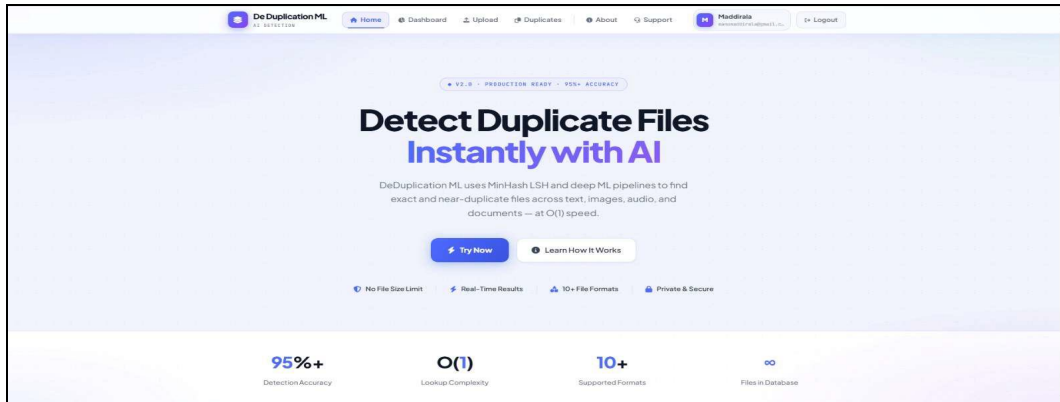 DeDuplication ML
AI DETECTION
Home
Dashboard
Upload
Duplicates
About
Support
M
Maddirala
Logout
V2.0 · PRODUCTION READY · 95%+ ACCURACY
Detect Duplicate Files
Instantly with AI
DeDuplication ML uses MinHash LSH and deep ML pipelines to find
exact and near-duplicate files across text, images, audio, and
documents — at O(1) speed.
Try Now
Learn How It Works
No File Size Limit
Real-Time Results
10+ File Formats
Private & Secure
95%+
O(1)
10+
∞
Detection Accuracy
Lookup Complexity
Supported Formats
Files in Database